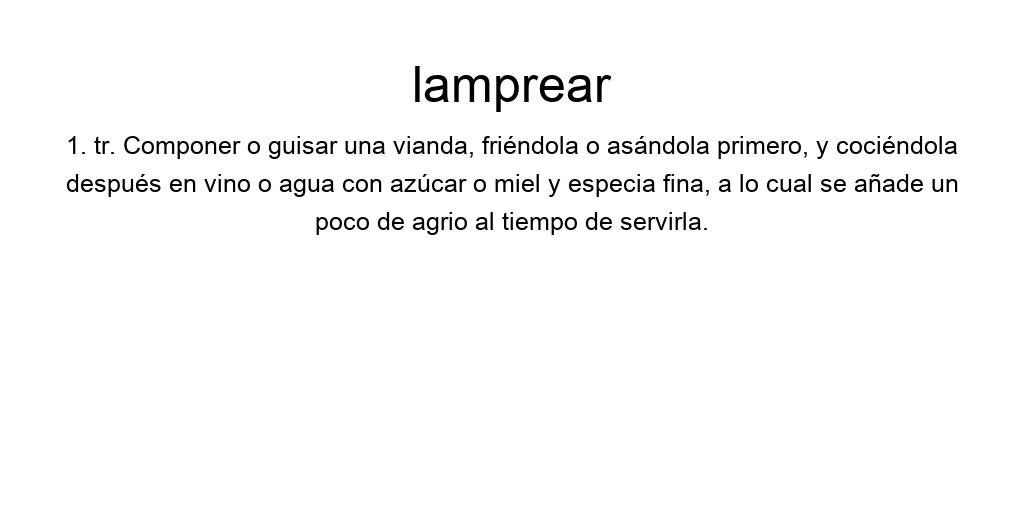 lamprear
1. tr. Componer o guisar una vianda, friéndola o asándola primero, y cociéndola
después en vino o agua con azúcar o miel y especia fina, a lo cual se añade un
poco de agrio al tiempo de servirla.